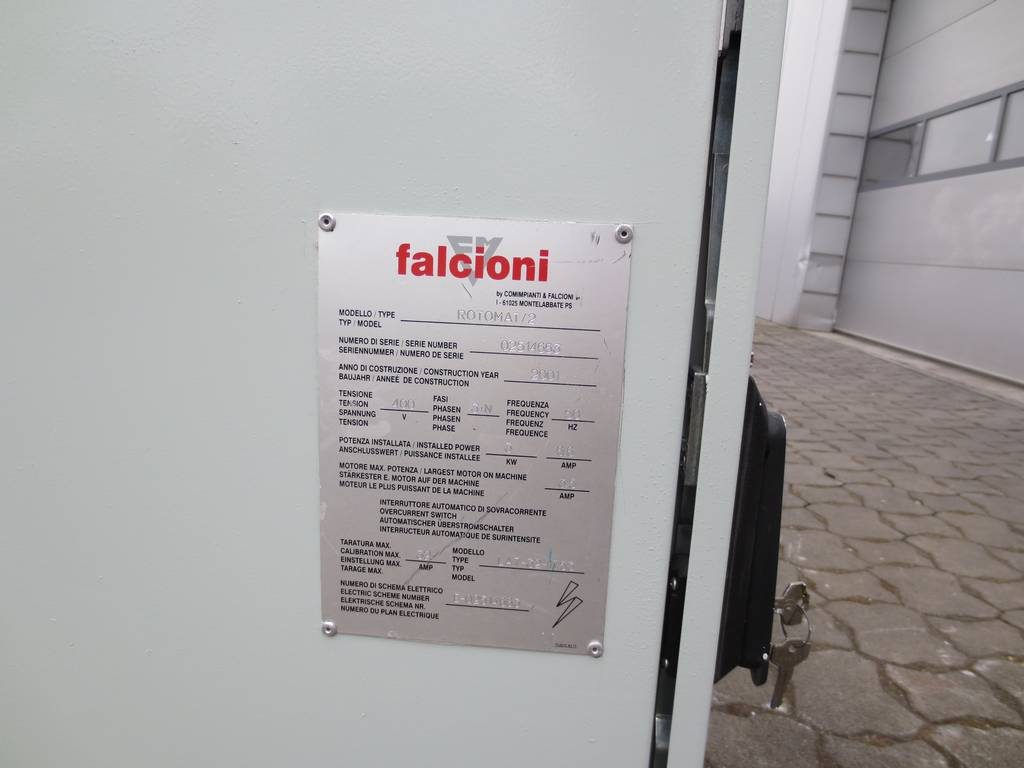 CMM
falcioni
by COMIMPIANTI & FALCIONI
I - 61025 MONTELABBATE PS
MODELLO / TYPE ROTOMAT/2
TYP / MODEL
NUMERO DI SERIE / SERIE NUMBER
SERIENNUMMER / NUMERO DE SERIE
ANNO DI COSTRUZIONE / CONSTRUCTION YEAR 2001
BAUJAHR / ANNEÈ DE CONSTRUCTION
TENSIONE FASI FREQUENZA
TENSION 400 PHASEN 3+N FREQUENCY 50
SPANNUNG V PHASEN FREQUENZ HZ
TENSION PHASE FREQUENCE
POTENZA INSTALLATA / INSTALLED POWER
ANSCHLUSSWERT / PUISSANCE INSTALLEE KW AMP
MOTORE MAX. POTENZA / LARGEST MOTOR ON MACHINE
STARKESTER E. MOTOR AUF DER MACHINE
MOTEUR LE PLUS PUISSANT DE LA MACHINE AMP
INTERRUTTORE AUTOMATICO DI SOVRACORRENTE
OVERCURRENT SWITCH
AUTOMATISCHER ÜBERSTROMSCHALTER
INTERRUCTEUR AUTOMATIQUE DE SURINTENSITE
TARATURA MAX. MODELLO
CALIBRATION MAX. TYPE
EINSTELLUNG MAX. AMP TYP
TARAGE MAX. MODEL
NUMERO DI SCHEMA ELETTRICO
ELECTRIC SCHEME NUMBER
ELEKTRISCHE SCHEMA NR.
NUMERO DU PLAN ELECTRIQUE